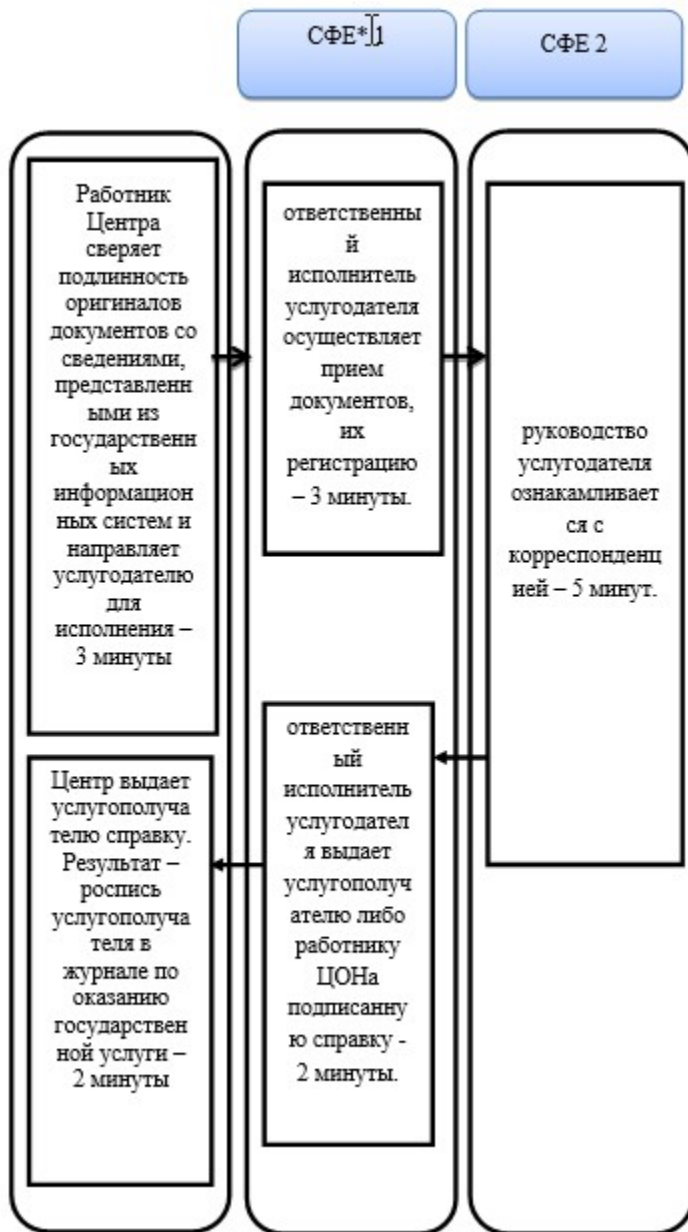 СФЕ* 1
СФЕ 2
Работник
Центра
сверяет
подлинность
оригиналов
документов со
сведениями,
представленн
ыми из
государственн
ых
информацион
ных систем и
направляет
услугодателю
для
исполнения –
3 минуты
ответственны
й
исполнитель
услугодателя
осуществляет
прием
документов,
их
регистрацию
– 3 минуты.
руководство
услугодателя
ознакамливает
ся с
корреспонденц
ией – 5 минут.
ответственн
ый
исполнитель
услугодател
я выдает
услугополуч
ателю либо
работнику
ЦОНа
подписанну
ю справку -
2 минуты.
Центр выдает
услугополуча
телю справку.
Результат –
роспись
услугополуча
теля в
журнале по
оказанию
государствен
ной услуги –
2 минуты